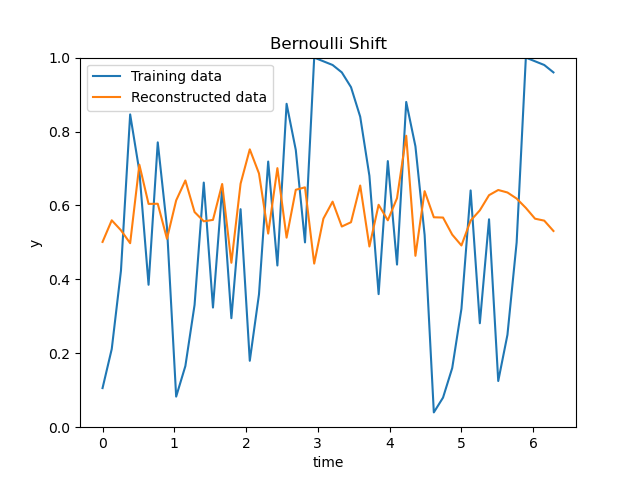 Bernoulli Shift
Training data
Reconstructed data
1.0
0.8
0.6
0.4
0.2
0.0
y
0 1 2 3 4 5 6
time